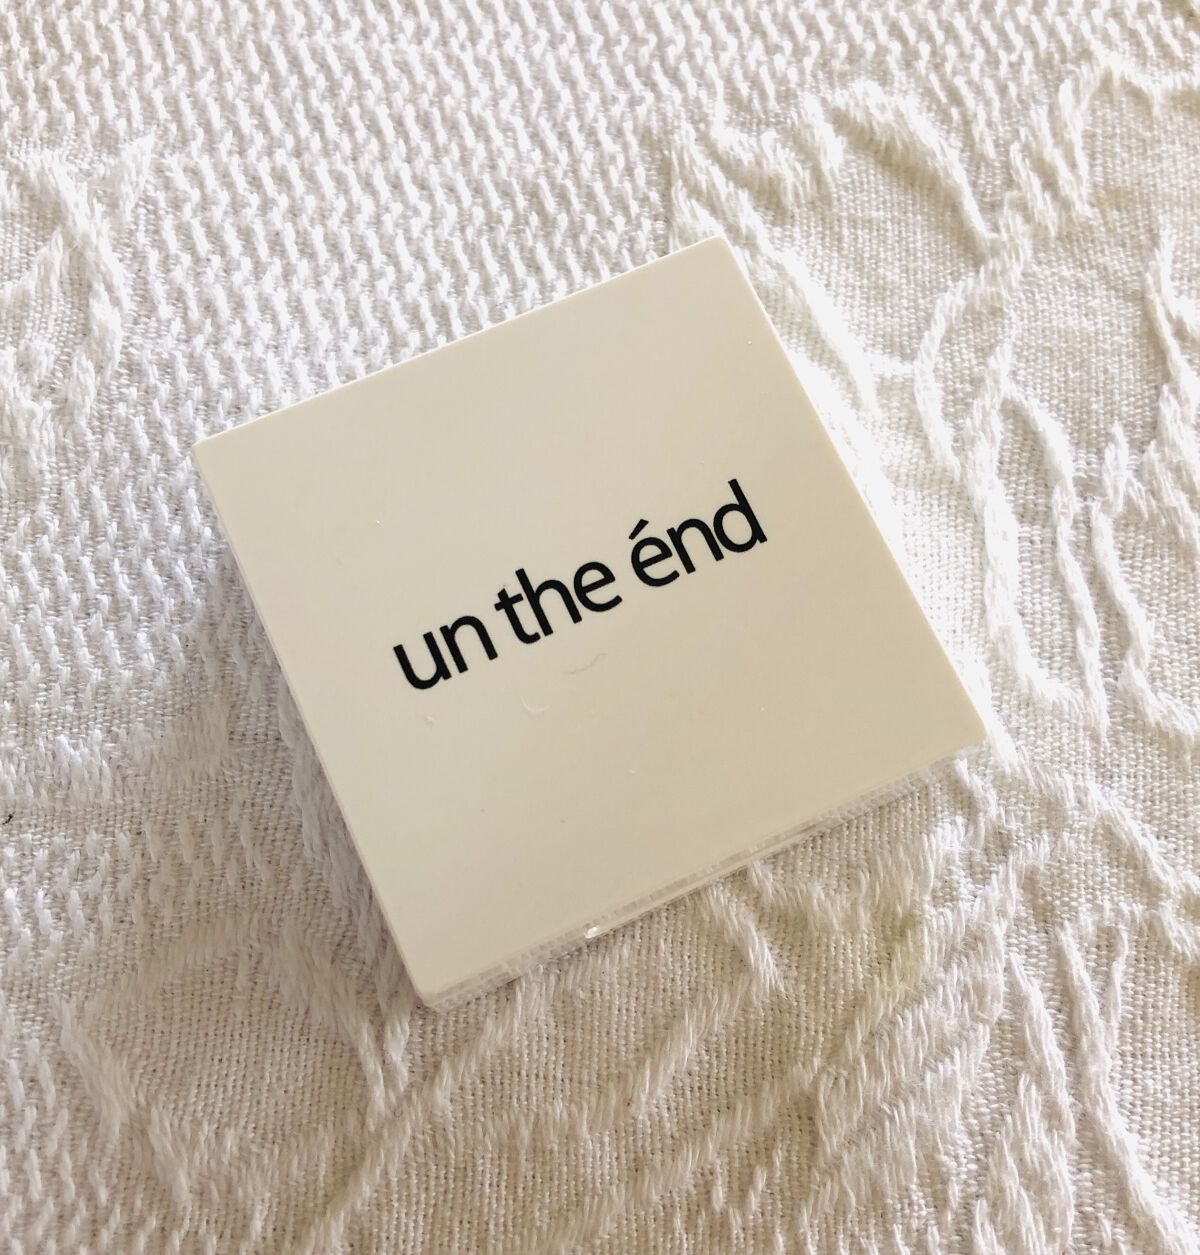 un the énd